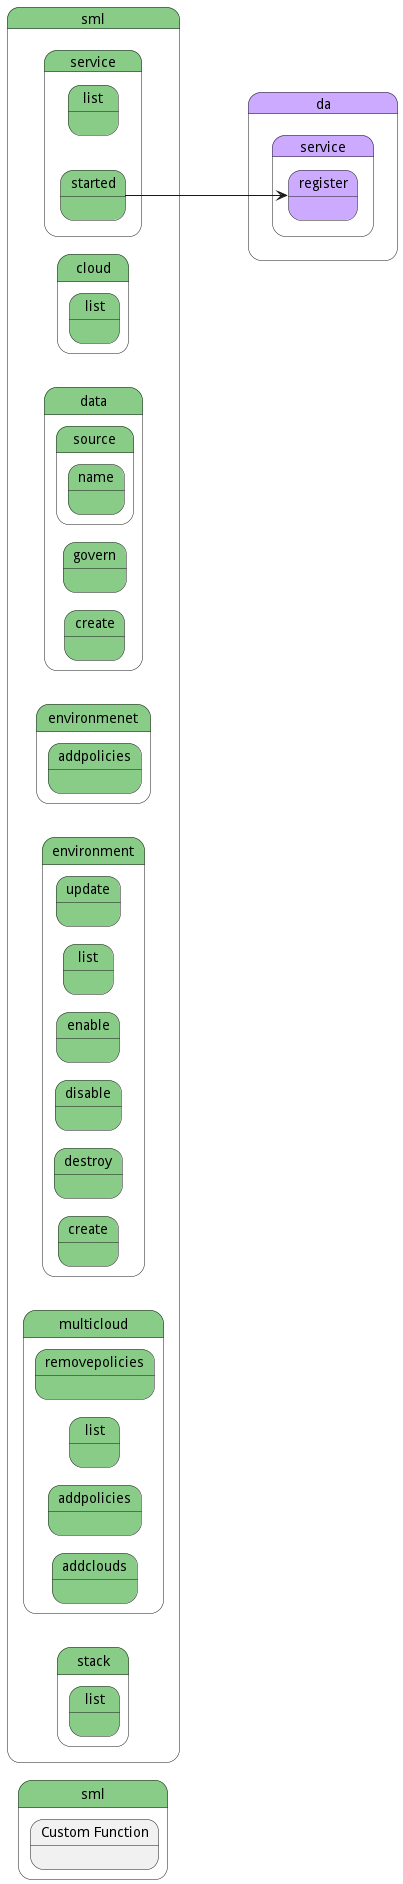 sml
service
list
started
da
service
register
cloud
list
data
source
name
govern
create
environmenet
addpolicies
environment
update
list
enable
disable
destroy
create
multicloud
removepolicies
list
addpolicies
addclouds
stack
list
sml
Custom Function